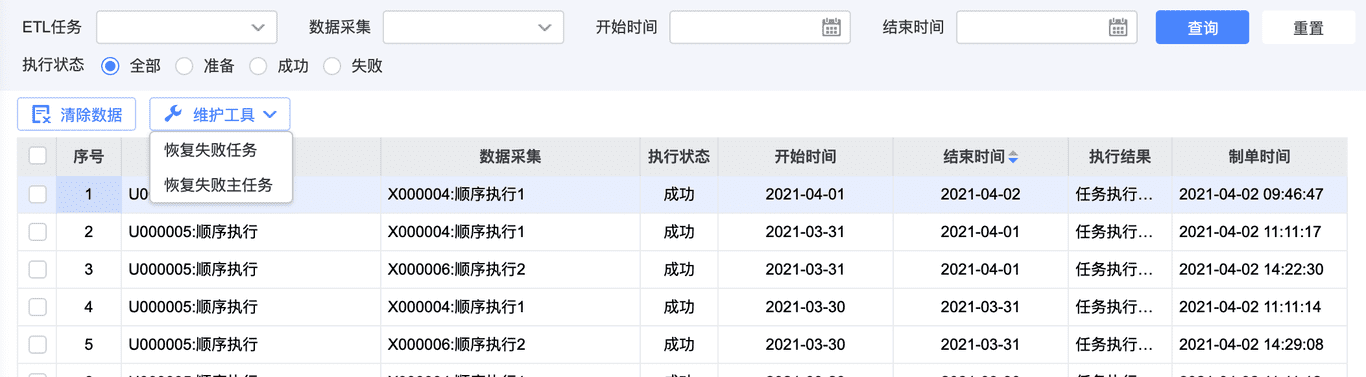 ETL任务 数据采集 开始时间 结束时间 查询 重置
执行状态 全部 准备 成功 失败
清除数据 维护工具
恢复失败任务
恢复失败主任务
序号 数据采集 执行状态 开始时间 结束时间 执行结果 制单时间
1 U00 X000004:顺序执行1 成功 2021-04-01 2021-04-02 任务执行... 2021-04-02 09:46:47
2 U000005:顺序执行 X000004:顺序执行1 成功 2021-03-31 2021-04-01 任务执行... 2021-04-02 11:11:17
3 U000005:顺序执行 X000006:顺序执行2 成功 2021-03-31 2021-04-01 任务执行... 2021-04-02 14:22:30
4 U000005:顺序执行 X000004:顺序执行1 成功 2021-03-30 2021-03-31 任务执行... 2021-04-02 11:11:14
5 U000005:顺序执行 X000006:顺序执行2 成功 2021-03-30 2021-03-31 任务执行... 2021-04-02 14:29:08